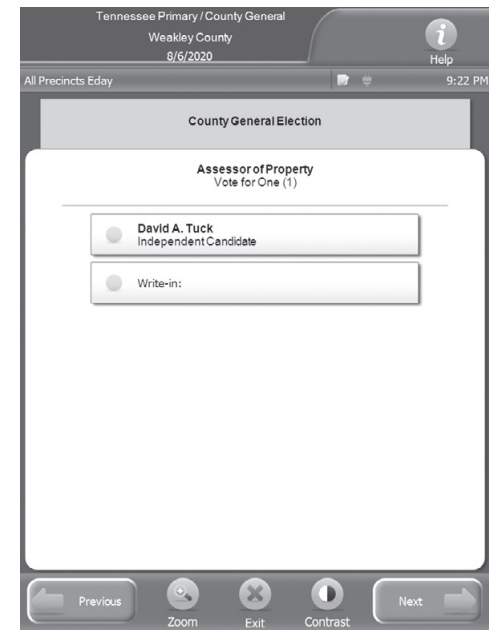 Tennessee Primary / County General
Weakley County
8/6/2020
Help
All Precincts Eday
9:22 PM
County General Election
Assessor of Property
Vote for One (1)
David A. Tuck
Independent Candidate
Write-in:
Previous
Zoom
Exit
Contrast
Next